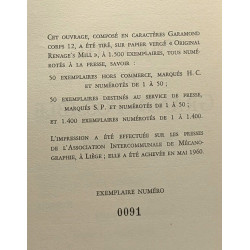 CET OUVRAGE, COMPOSÉ EN CARACTÈRES GARAMOND
CORPS 12, A ÉTÉ TIRÉ, SUR PAPIER VERGÉ « ORIGINAL
RENAGE'S MILL » À 1.500 EXEMPLAIRES, TOUS NUMÉ-
ROTÉS À LA PRESSE, SAVOIR :
50 EXEMPLAIRES HORS COMMERCE, MARQUÉS H. C.
ET NUMÉROTÉS DE 1 À 50 ;
50 EXEMPLAIRES DESTINÉS AU SERVICE DE PRESSE,
MARQUÉS S. P. ET NUMÉROTÉS DE 1 À 50 ;
ET 1.400 EXEMPLAIRES NUMÉROTÉS DE 1 À 1.400.
L'IMPRESSION A ÉTÉ EFFECTUÉE SUR LES PRESSES
DE L'ASSOCIATION INTERCOMMUNALE DE MÉCANO-
GRAPHIE, À LIÈGE ; ELLE A ÉTÉ ACHEVÉE EN MAI 1960.
EXEMPLAIRE NUMÉRO
0091